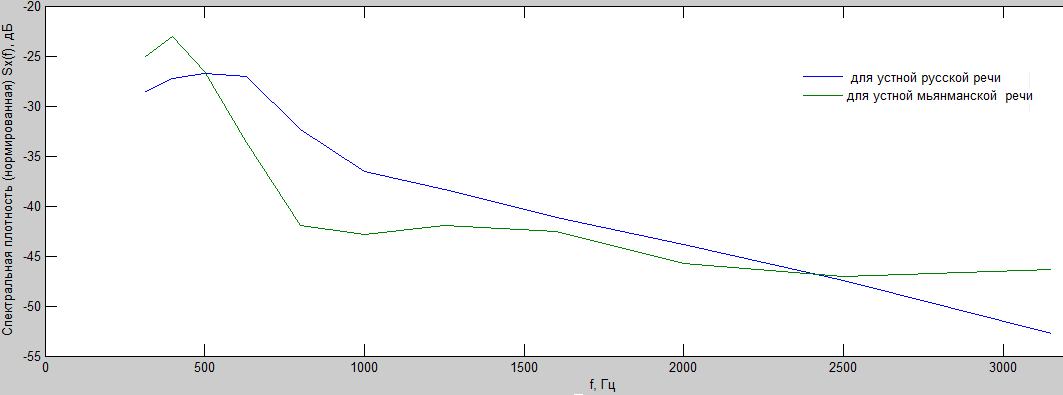 Спектральная плотность (нормированная) Sx(f), дБ
-20
-25
-30
-35
-40
-45
-50
-55
для устной русской речи
для устной мьянманской речи
0 500 1000 1500 2000 2500 3000
f, Гц